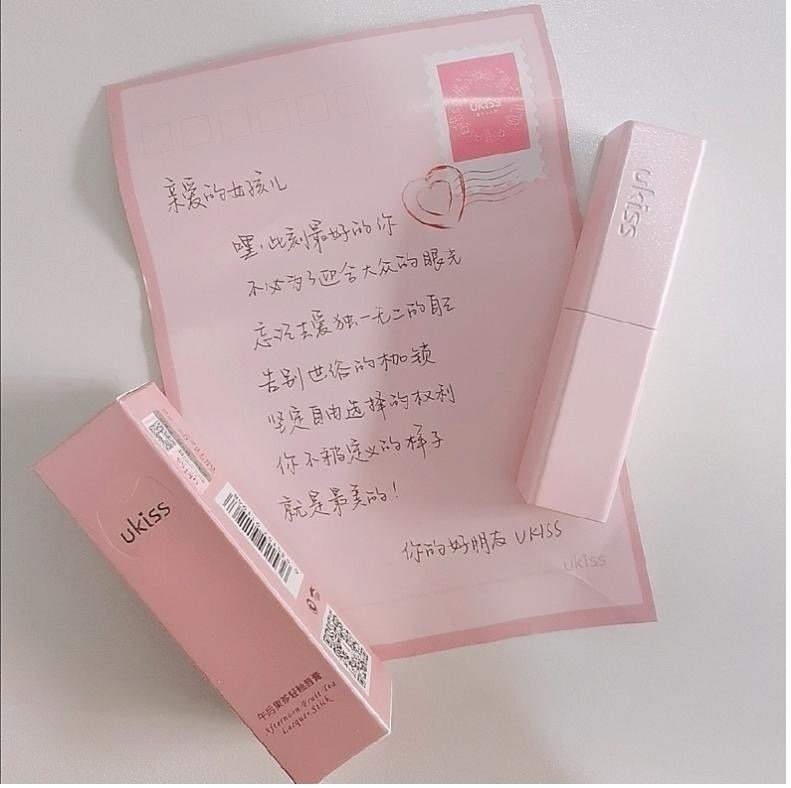 UKISS
亲爱的女孩儿
嘿，此刻最好的你
不必为了迎合大众的眼光
忘记去爱独一无二的自己
告别世俗的枷锁
坚定自由选择的权利
你不被定义的样子
就是最美的！
你的好朋友 UKISS
ukiss
ukiss
ukiss
午后果茶轻釉唇膏
Afternoon Fruit Tea
Lacquer Stick